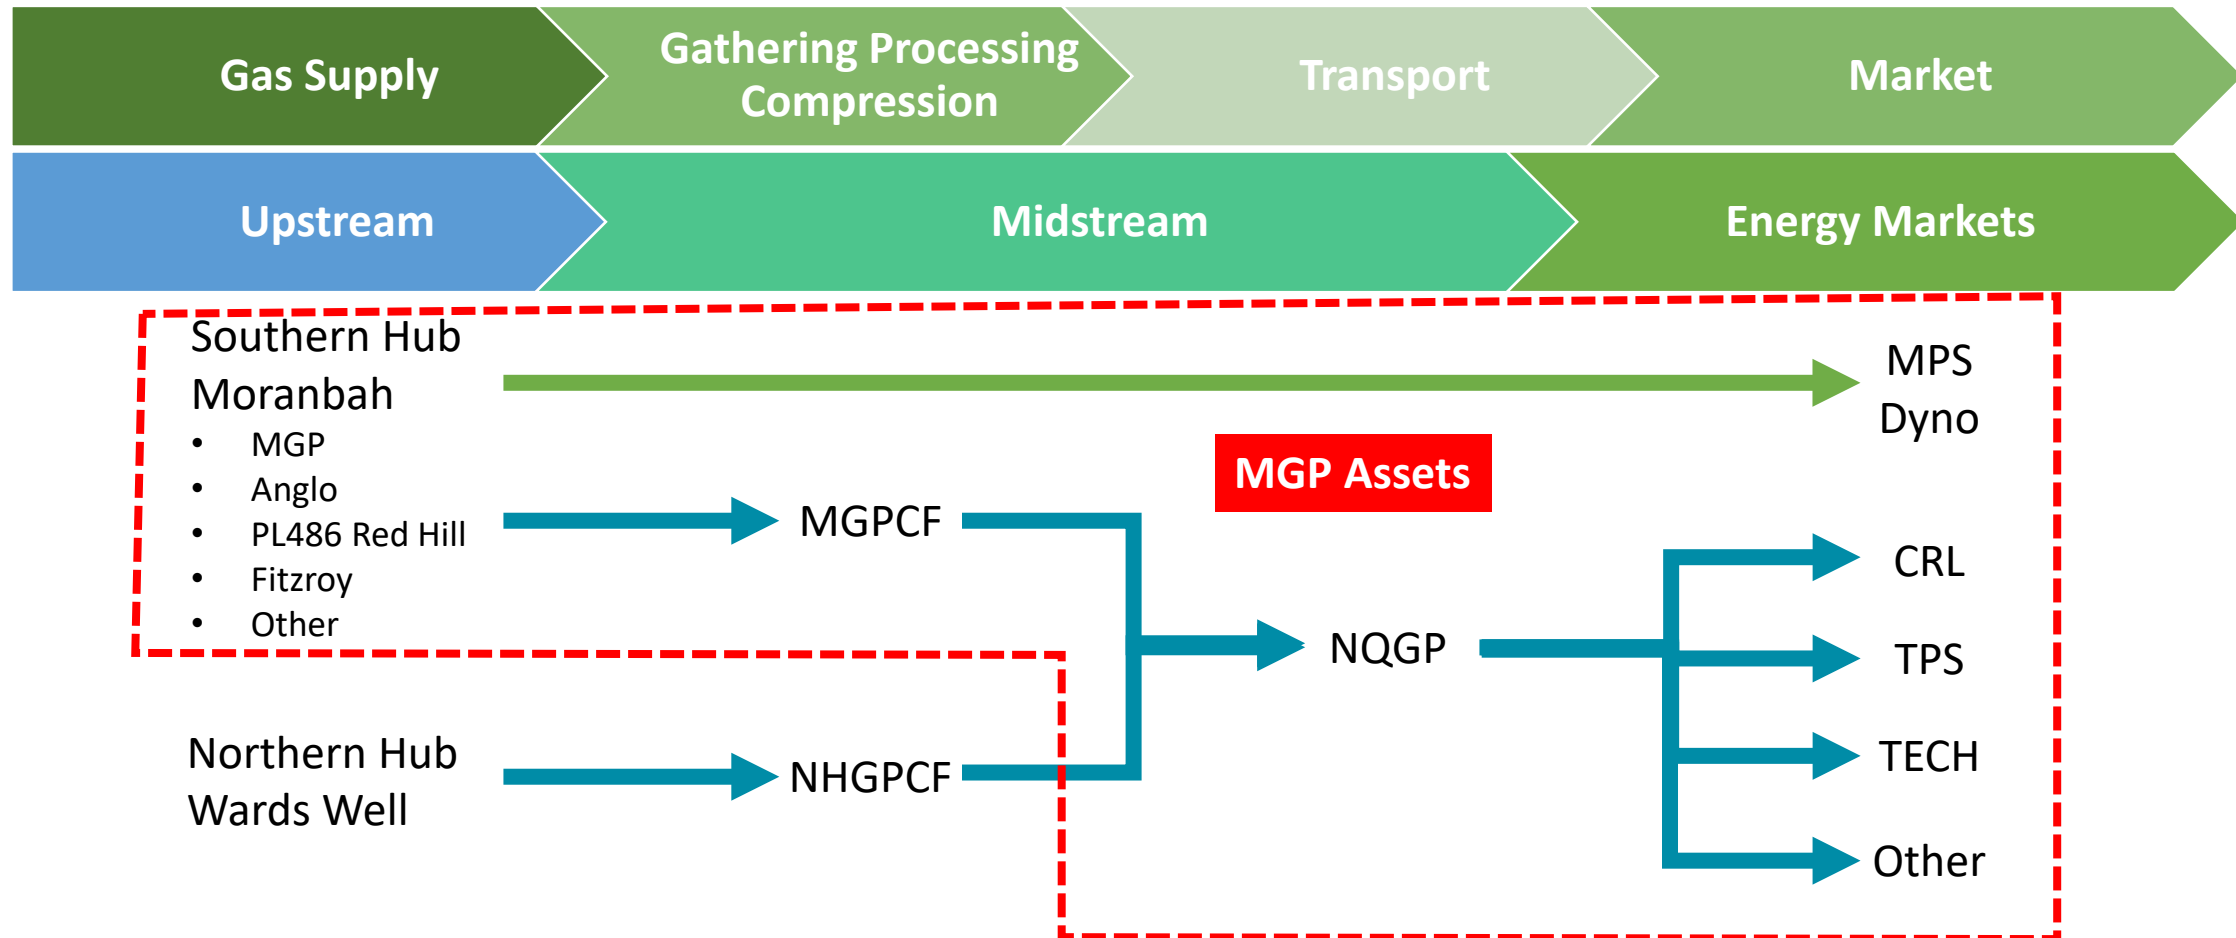 Gas Supply
Gathering Processing
Compression
Transport
Market
Upstream
Midstream
Energy Markets
Southern Hub
Moranbah
• MGP
• Anglo
• PL486 Red Hill
• Fitzroy
• Other
MPS
Dyno
MGP Assets
MGPCF
CRL
NQGP
TPS
Northern Hub
Wards Well
NHGPCF
TECH
Other